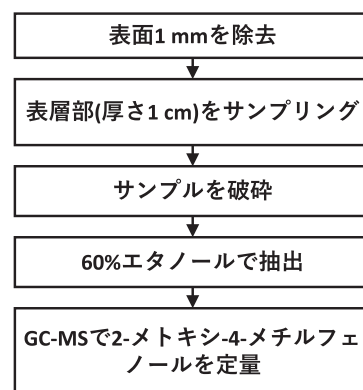 表面1 mmを除去
表層部(厚さ1 cm)をサンプリング
サンプルを破砕
60%エタノールで抽出
GC-MSで2-メトキシ-4-メチルフェ
ノールを定量